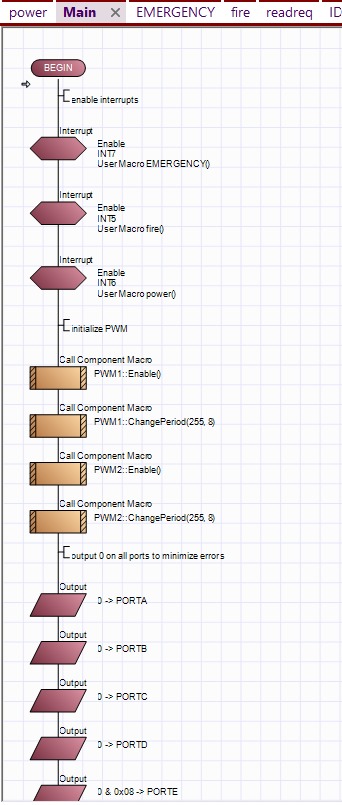 power Main × EMERGENCY fire readreq ID
BEGIN
enable interrupts
Interrupt
Enable
INT7
User Macro EMERGENCY()
Interrupt
Enable
INT5
User Macro fire()
Interrupt
Enable
INT6
User Macro power()
initialize PWM
Call Component Macro
PWM1::Enable()
Call Component Macro
PWM1::ChangePeriod(255, 8)
Call Component Macro
PWM2::Enable()
Call Component Macro
PWM2::ChangePeriod(255, 8)
output 0 on all ports to minimize errors
Output
0 -> PORTA
Output
0 -> PORTB
Output
0 -> PORTC
Output
0 -> PORTD
Output
0 & 0x08 -> PORTE